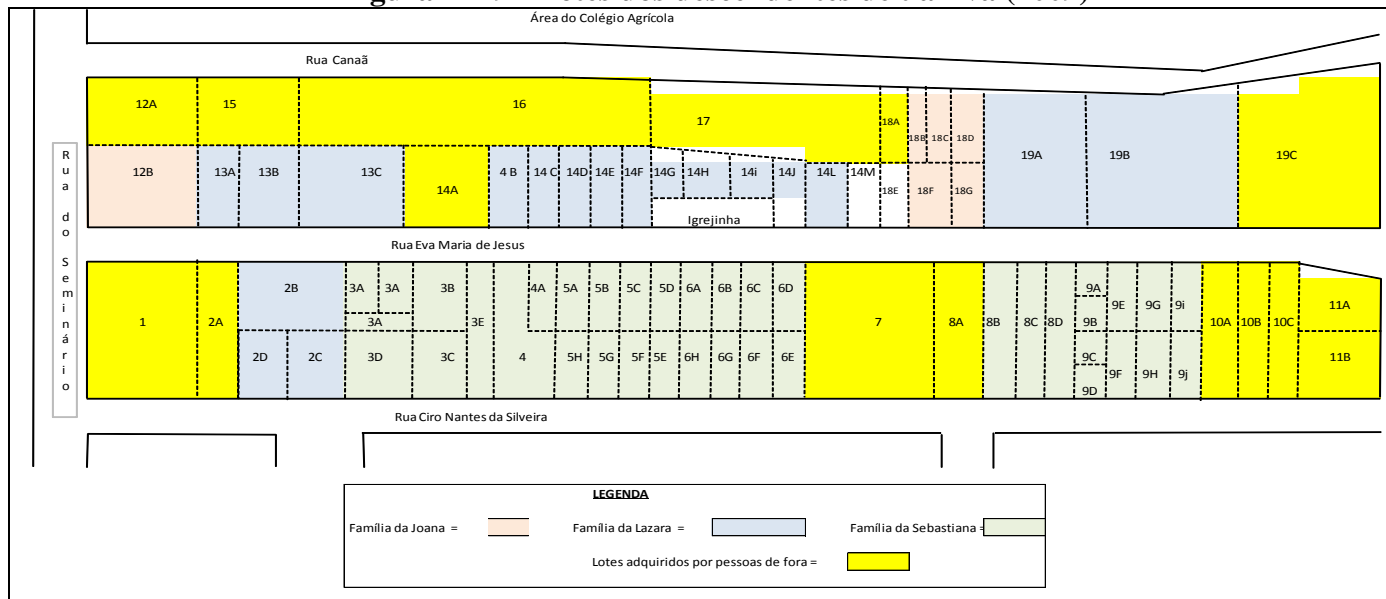 Área do Colégio Agrícola
Rua Canaã
12A 15 16 17 18A 18B 18C 18D 19A 19B 19C
12B 13A 13B 13C 14A 4 B 14 C 14D 14E 14F 14G 14H 14i 14J 14L 14M 18E 18F 18G
Igrejinha
Rua Eva Maria de Jesus
Rua do Seminário
1 2A 2B 3A 3A 3B 3E 4 4A 5A 5B 5C 5D 6A 6B 6C 6D 7 8A 8B 8C 8D 9A 9E 9G 9i 10A 10B 10C 11A
3A 9B
2D 2C 3D 3C 5H 5G 5F 5E 6H 6G 6F 6E 9C 9F 9H 9j 11B
9D
Rua Ciro Nantes da Silveira
LEGENDA
Família da Joana = Família da Lazara = Família da Sebastiana =
Lotes adquiridos por pessoas de fora =